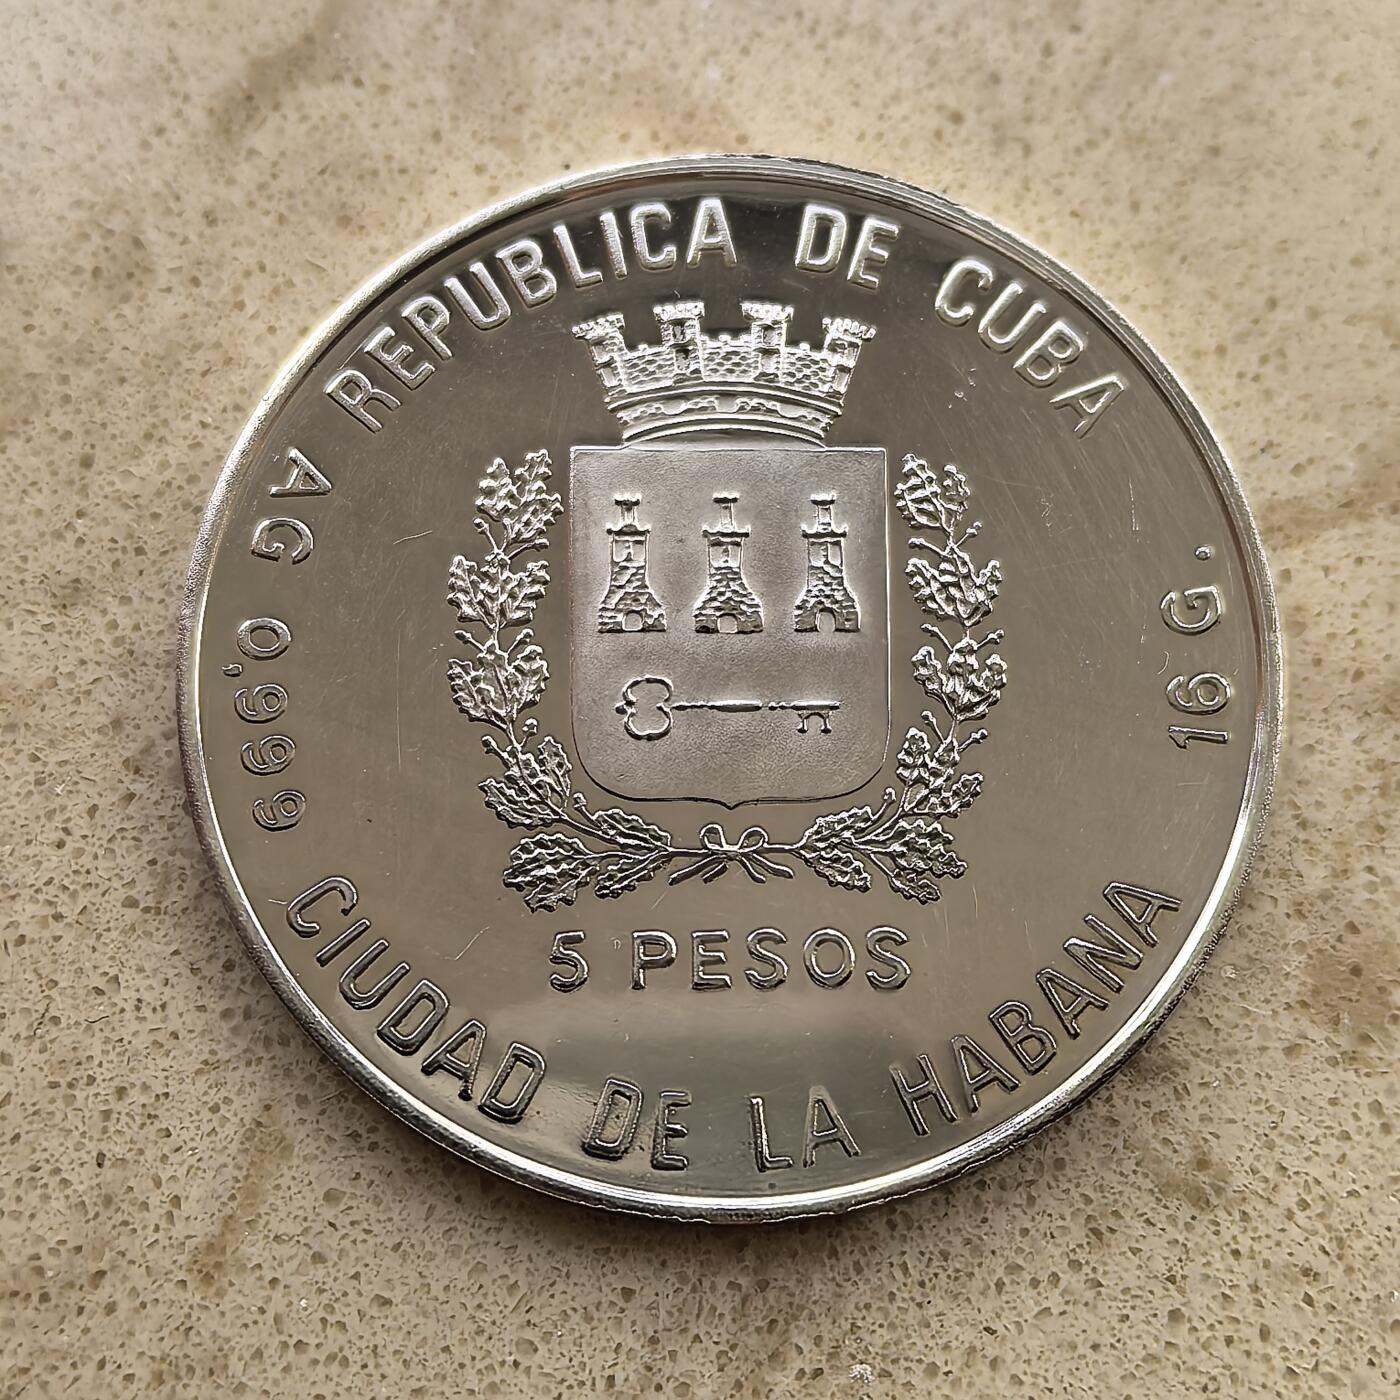 REPUBLICA DE CUBA
AG 0,999
16 G.
5 PESOS
CIUDAD DE LA HABANA